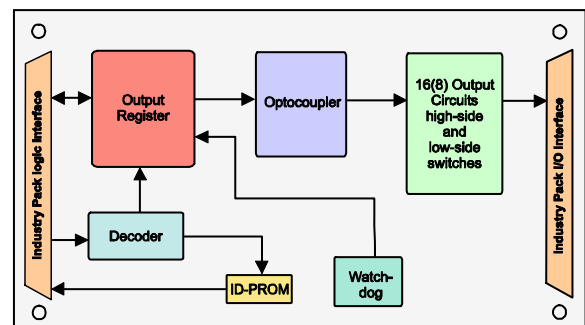 Industry Pack logic Interface
Output
Register
Optocoupler
16(8) Output
Circuits
high-side
and
low-side
switches
Industry Pack I/O Interface
Decoder
ID-PROM
Watch-
dog